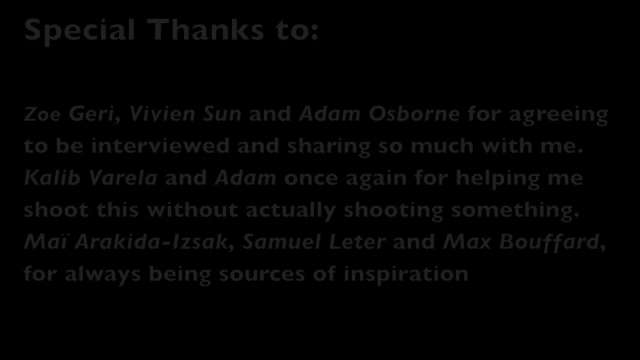 Special Thanks to:
Zoe Geri, Vivien Sun and Adam Osborne for agreeing
to be interviewed and sharing so much with me.
Kalib Varela and Adam once again for helping me
shoot this without actually shooting something.
Maï Arakida-Izsak, Samuel Leter and Max Bouffard,
for always being sources of inspiration